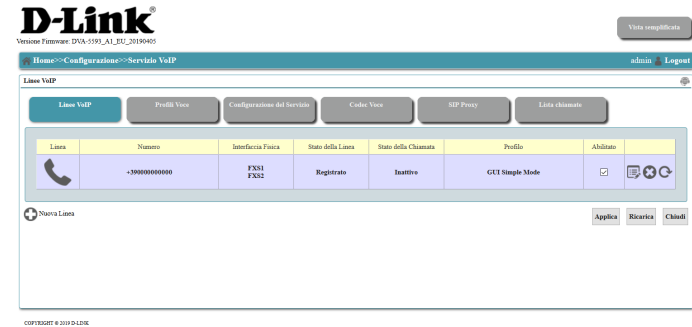 D-Link®
Versione Firmware: DVA-5593_A1_EU_20190405
Vista semplificata
Home>>Configurazione>>Servizio VoIP
admin Logout
Linee VoIP
Linee VoIP Profili Voce Configurazione del Servizio Codec Voce SIP Proxy Lista chiamate
Linea Numero Interfaccia Fisica Stato della Linea Stato della Chiamata Profilo Abilitato
+390000000000 FXS1 Registrato Inattivo GUI Simple Mode
FXS2
Nuova Linea
Applica Ricarica Chiudi
COPYRIGHT © 2019 D-LINK